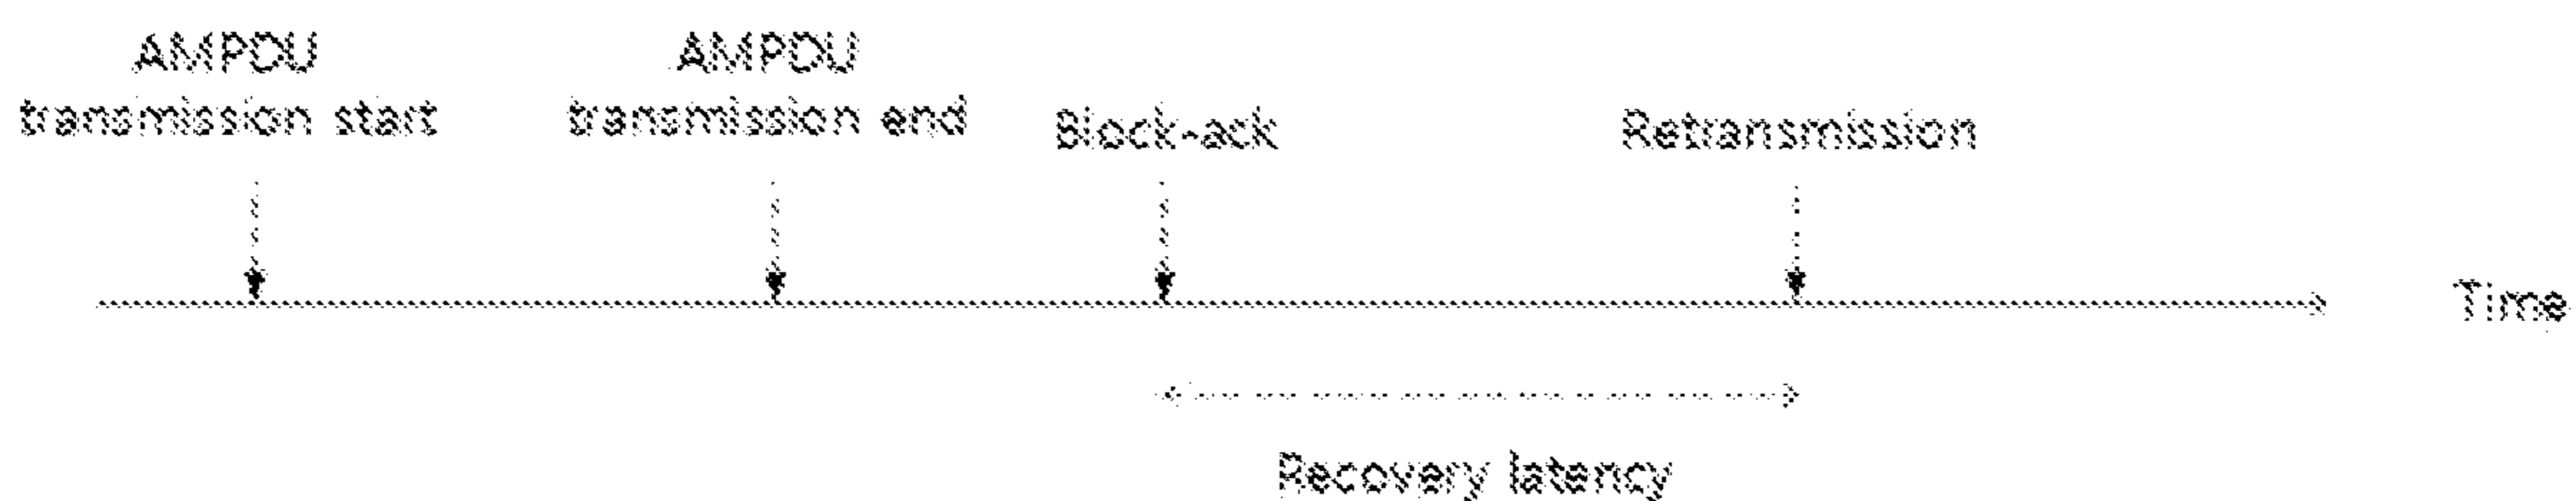 AMPDU
transmission start
AMPDU
transmission end
Block-ack
Retransmission
Time
Recovery latency